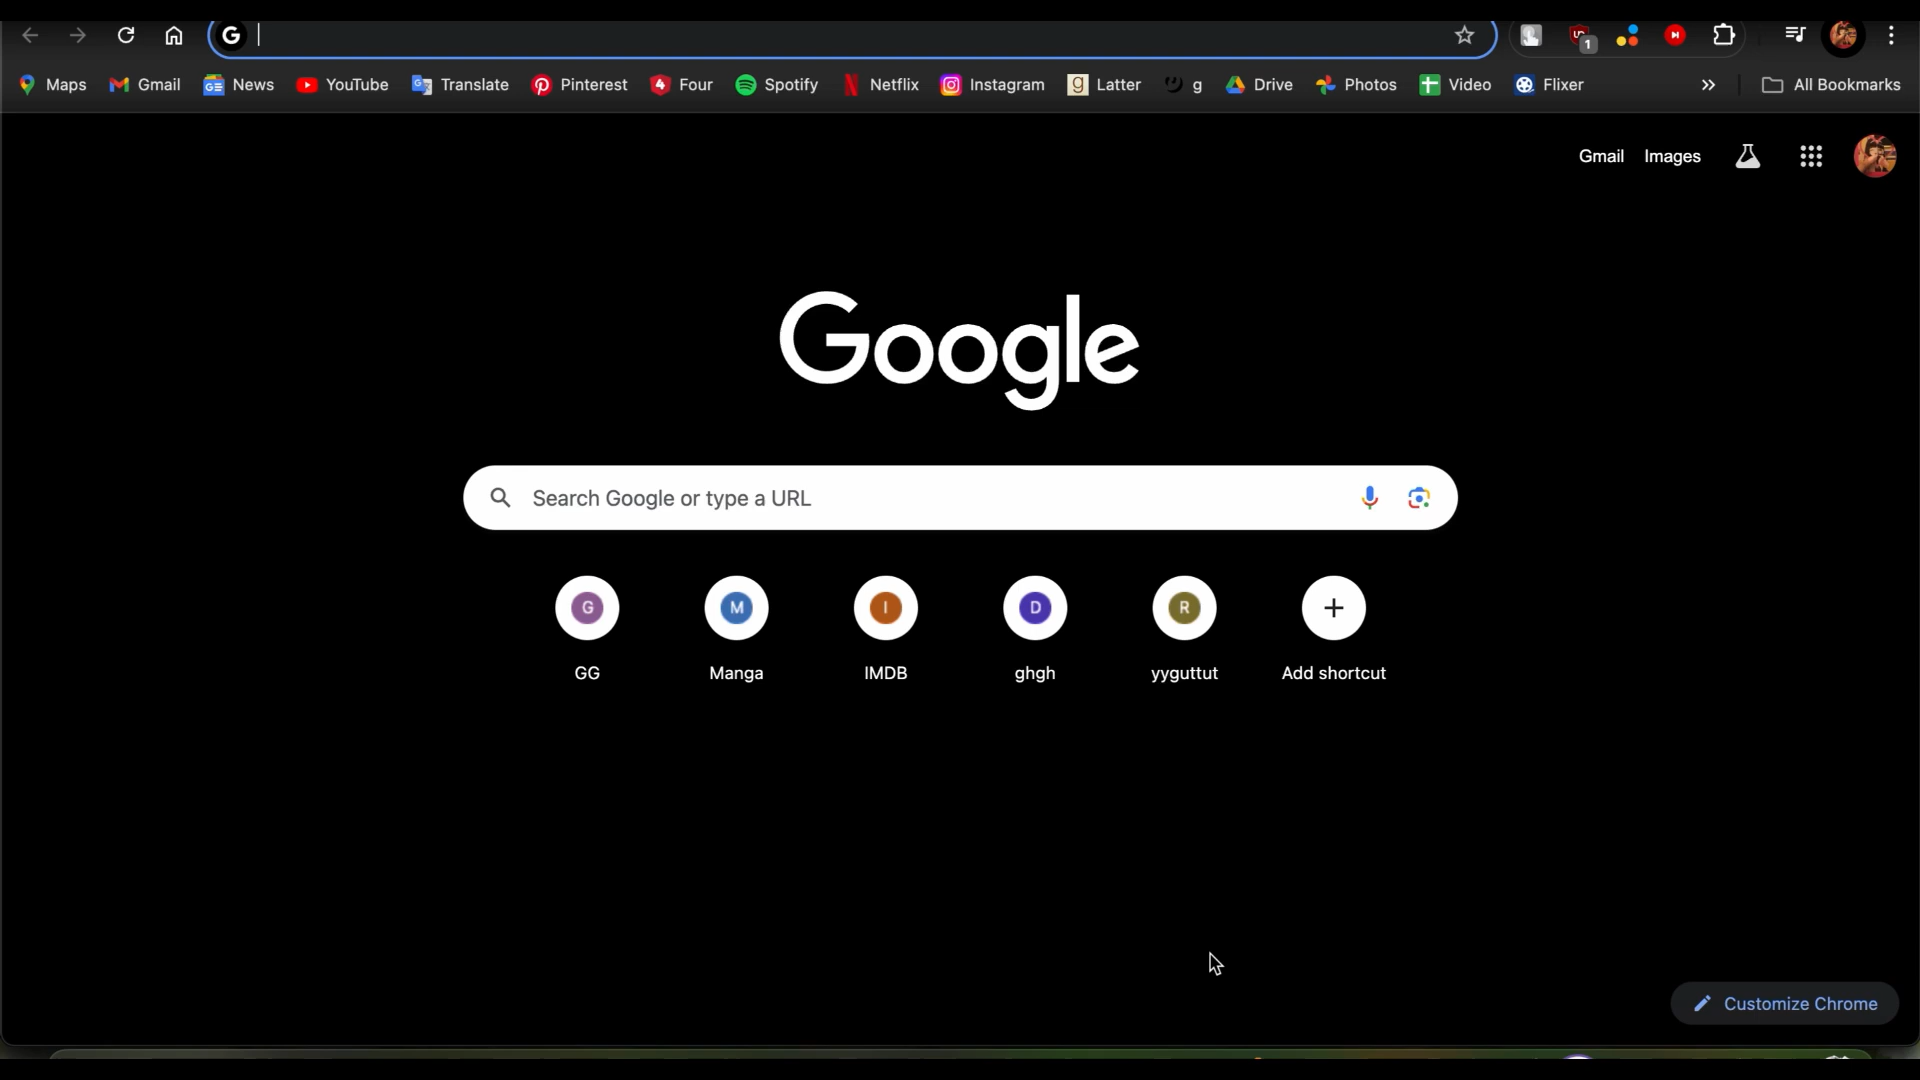 G
1
Maps Gmail News YouTube Translate Pinterest Four Spotify Netflix Instagram Latter g Drive Photos Video Flixer » All Bookmarks
Gmail Images
Google
Search Google or type a URL
G M I D R +
GG Manga IMDB ghgh yyguttut Add shortcut
Customize Chrome